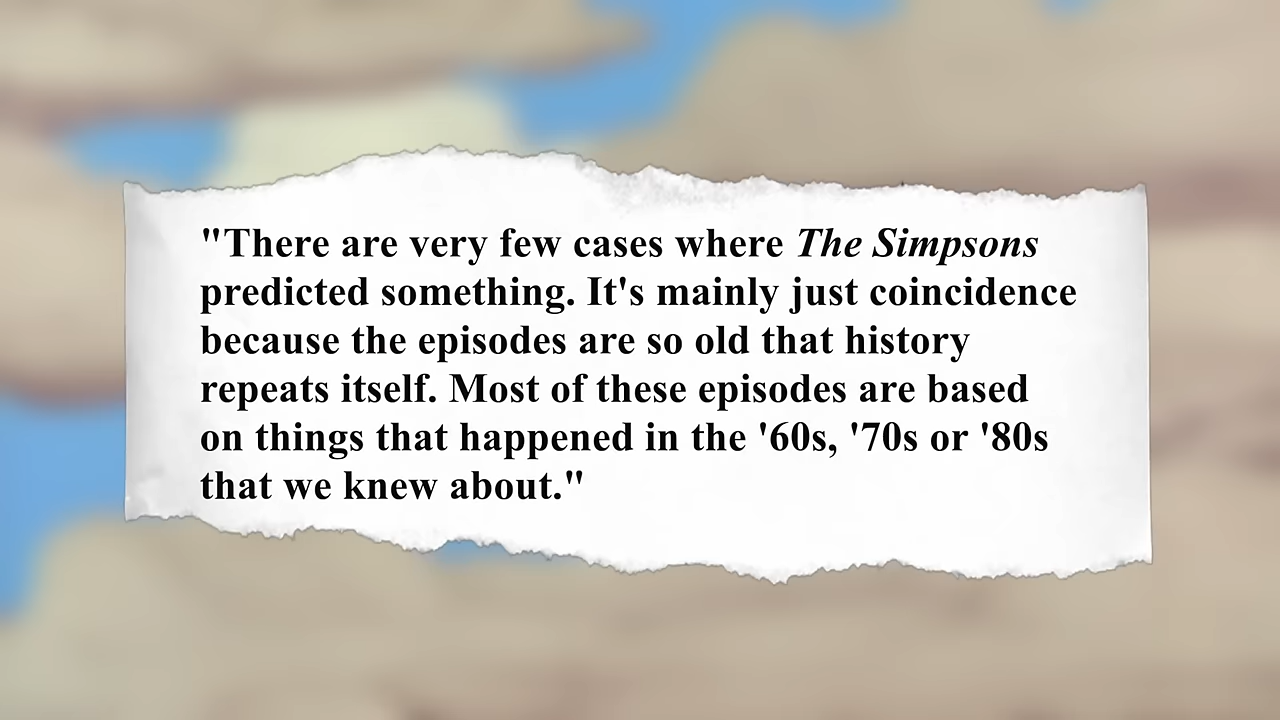 "There are very few cases where The Simpsons
predicted something. It's mainly just coincidence
because the episodes are so old that history
repeats itself. Most of these episodes are based
on things that happened in the '60s, '70s or '80s
that we knew about."